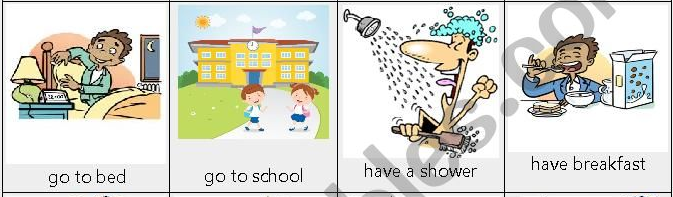 go to bed
go to school
have a shower
have breakfast